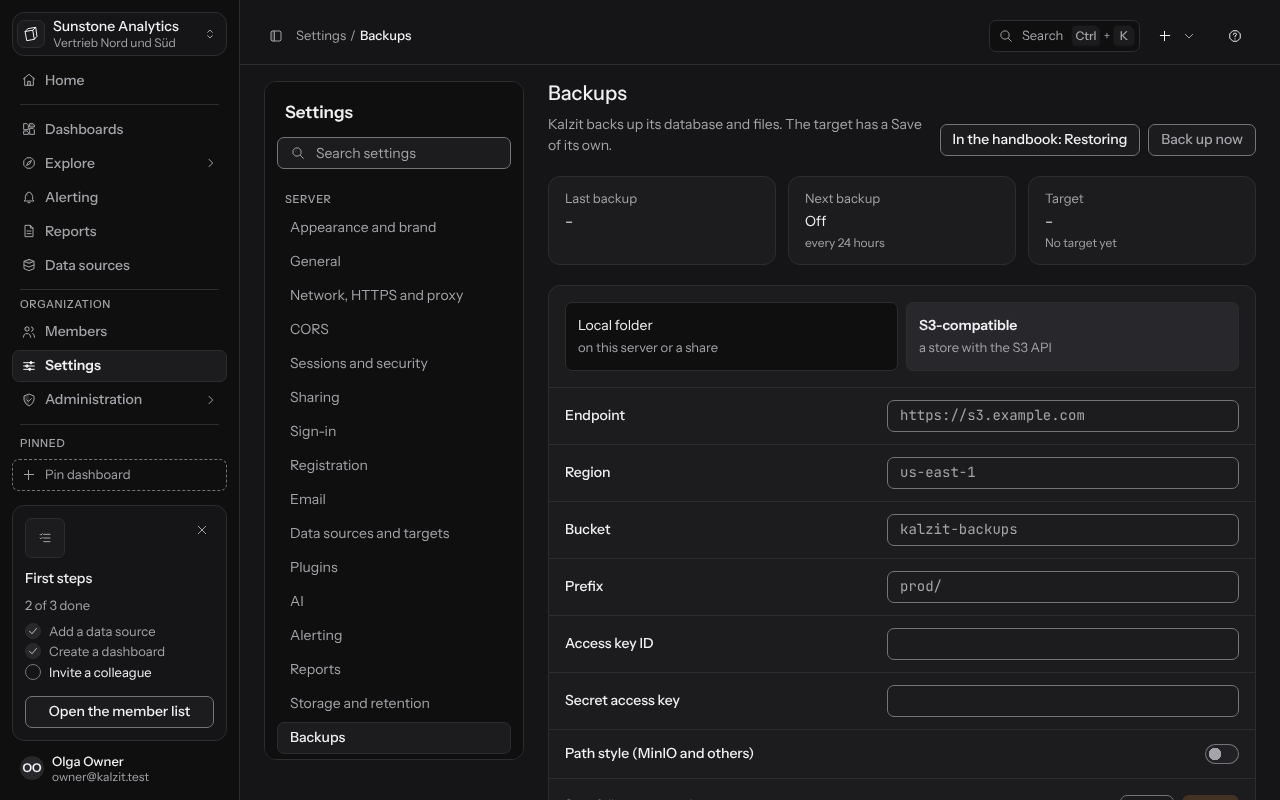 Sunstone Analytics
Vertrieb Nord und Süd
Home
Dashboards
Explore
Alerting
Reports
Data sources
ORGANIZATION
Members
Settings
Administration
PINNED
Pin dashboard
First steps
2 of 3 done
Add a data source
Create a dashboard
Invite a colleague
Open the member list
OO
Olga Owner
owner@kalzit.test
Settings / Backups
Search Ctrl + K
Settings
Search settings
SERVER
Appearance and brand
General
Network, HTTPS and proxy
CORS
Sessions and security
Sharing
Sign-in
Registration
Email
Data sources and targets
Plugins
AI
Alerting
Reports
Storage and retention
Backups
Backups
Kalzit backs up its database and files. The target has a Save
of its own.
In the handbook: Restoring
Back up now
Last backup
–
Next backup
Off
every 24 hours
Target
–
No target yet
Local folder
on this server or a share
S3-compatible
a store with the S3 API
Endpoint
https://s3.example.com
Region
us-east-1
Bucket
kalzit-backups
Prefix
prod/
Access key ID
Secret access key
Path style (MinIO and others)